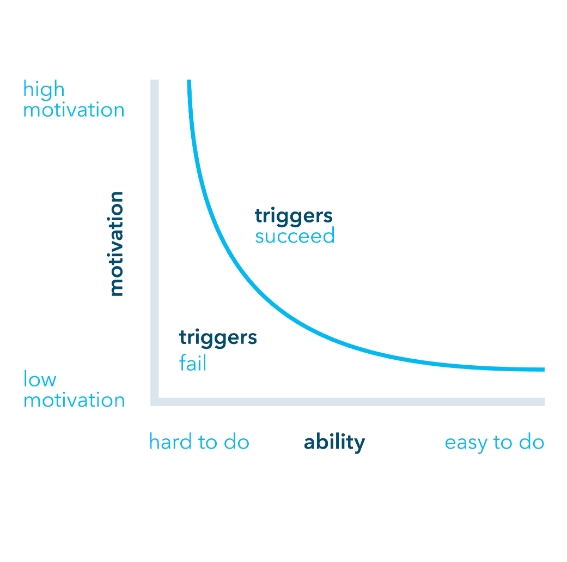 high
motivation
motivation
triggers
succeed
triggers
fail
low
motivation
hard to do
ability
easy to do